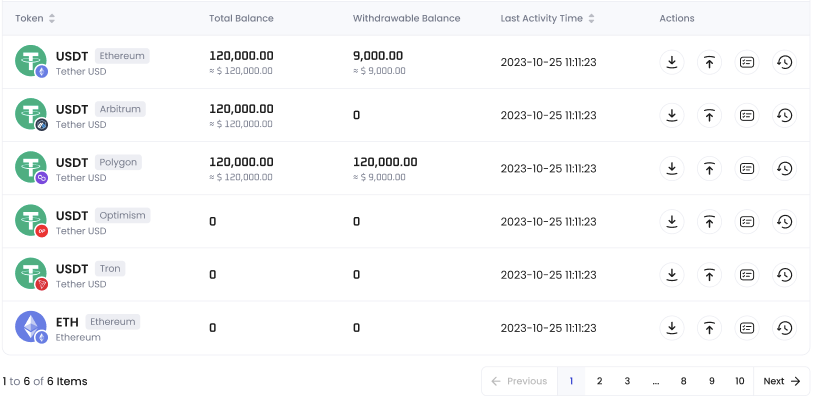 Token Total Balance Withdrawable Balance Last Activity Time Actions
USDT Ethereum 120,000.00 9,000.00 2023-10-25 11:11:23
Tether USD ≈ $ 120,000.00 ≈ $ 9,000.00
USDT Arbitrum 120,000.00 0 2023-10-25 11:11:23
Tether USD ≈ $ 120,000.00
USDT Polygon 120,000.00 120,000.00 2023-10-25 11:11:23
Tether USD ≈ $ 120,000.00 ≈ $ 9,000.00
USDT Optimism 0 0 2023-10-25 11:11:23
OP
Tether USD
USDT Tron 0 0 2023-10-25 11:11:23
Tether USD
ETH Ethereum 0 0 2023-10-25 11:11:23
Ethereum
1 to 6 of 6 Items Previous 1 2 3 ... 8 9 10 Next